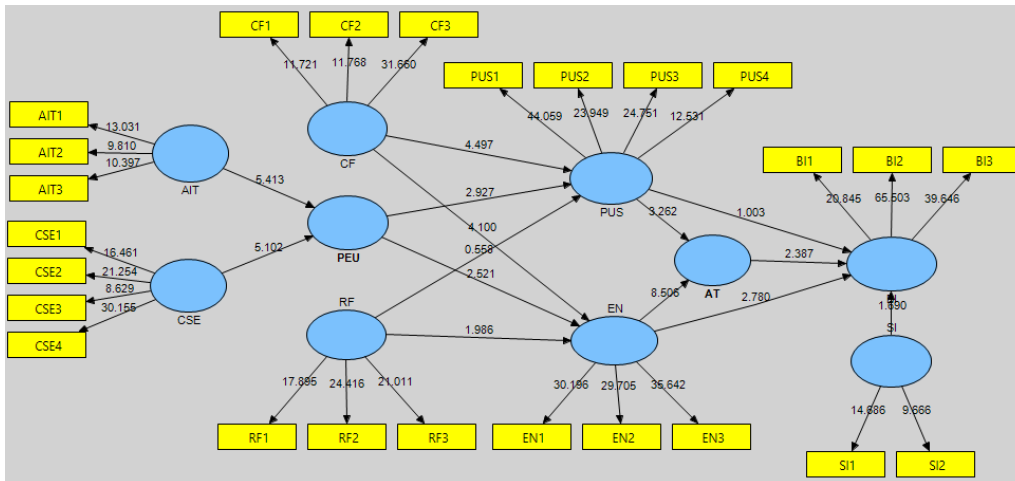 CF1
CF2
CF3
11.721
11.768
31.660
PUS1
PUS2
PUS3
PUS4
44.059
23.949
24.751
12.531
AIT1
AIT2
AIT3
13.031
9.810
10.397
AIT
CF
4.497
5.413
2.927
PUS
BI1
BI2
BI3
20.845
65.503
39.646
CSE1
CSE2
CSE3
CSE4
16.461
21.254
8.629
30.155
CSE
5.102
PEU
4.100
0.558
2.521
3.262
1.003
AT
2.387
8.506
2.780
RF
EN
1.986
1.690
SI
17.895
24.416
21.011
RF1
RF2
RF3
30.196
29.705
35.642
EN1
EN2
EN3
14.686
9.666
SI1
SI2